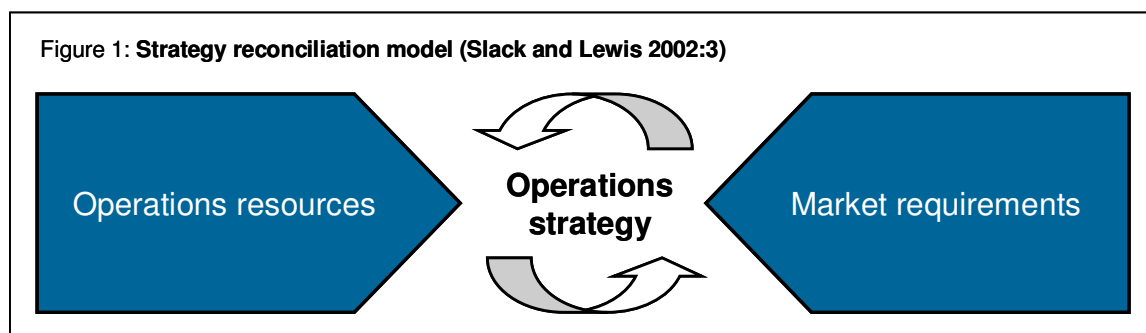 Figure 1: Strategy reconciliation model (Slack and Lewis 2002:3)
Operations resources
Operations
strategy
Market requirements